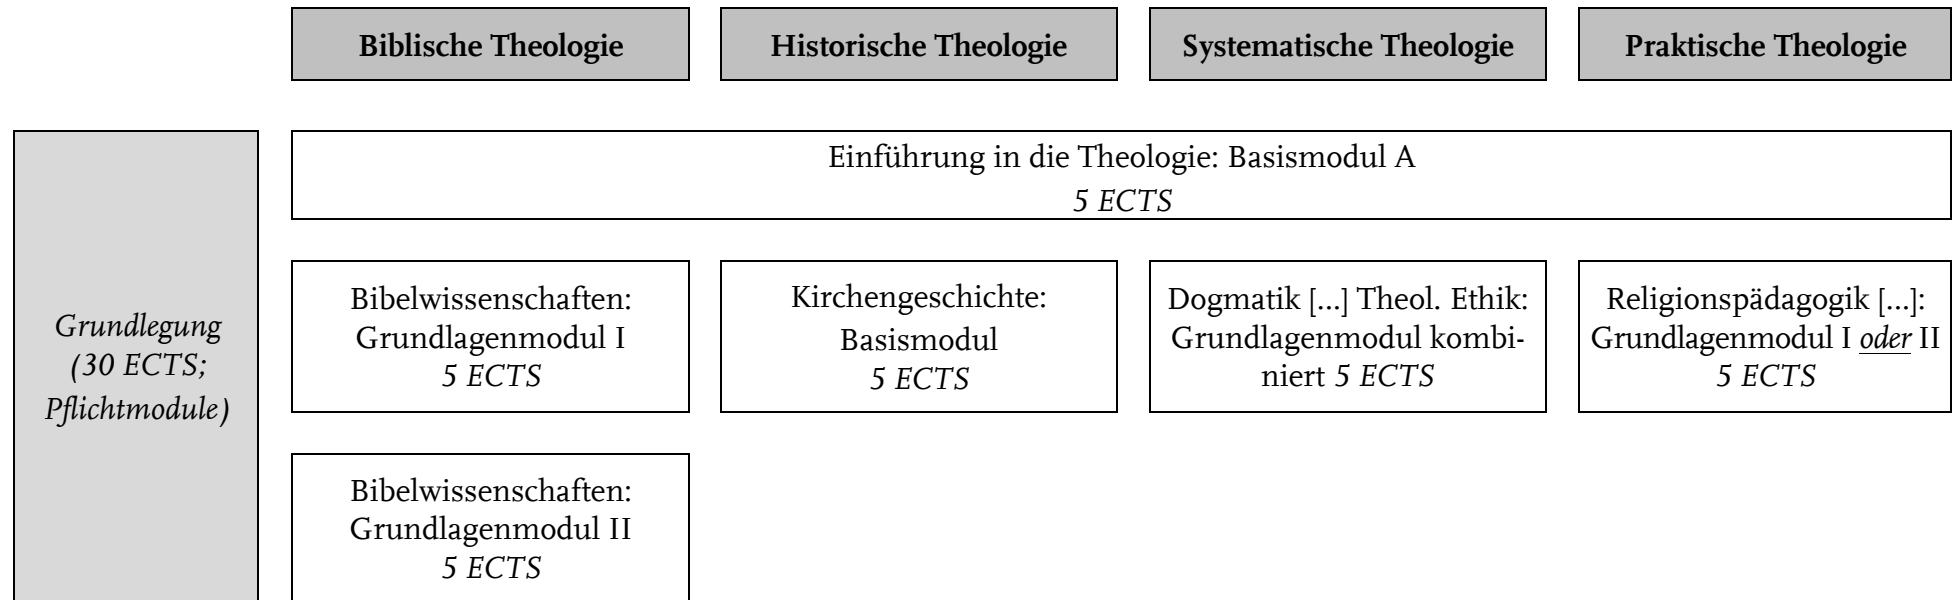 Biblische Theologie
Historische Theologie
Systematische Theologie
Praktische Theologie
Grundlegung
(30 ECTS;
Pflichtmodule)
Einführung in die Theologie: Basismodul A
5 ECTS
Bibelwissenschaften:
Grundlagenmodul I
5 ECTS
Kirchengeschichte:
Basismodul
5 ECTS
Dogmatik [...] Theol. Ethik:
Grundlagenmodul kombi-
niert 5 ECTS
Religionspädagogik [...]:
Grundlagenmodul I oder II
5 ECTS
Bibelwissenschaften:
Grundlagenmodul II
5 ECTS